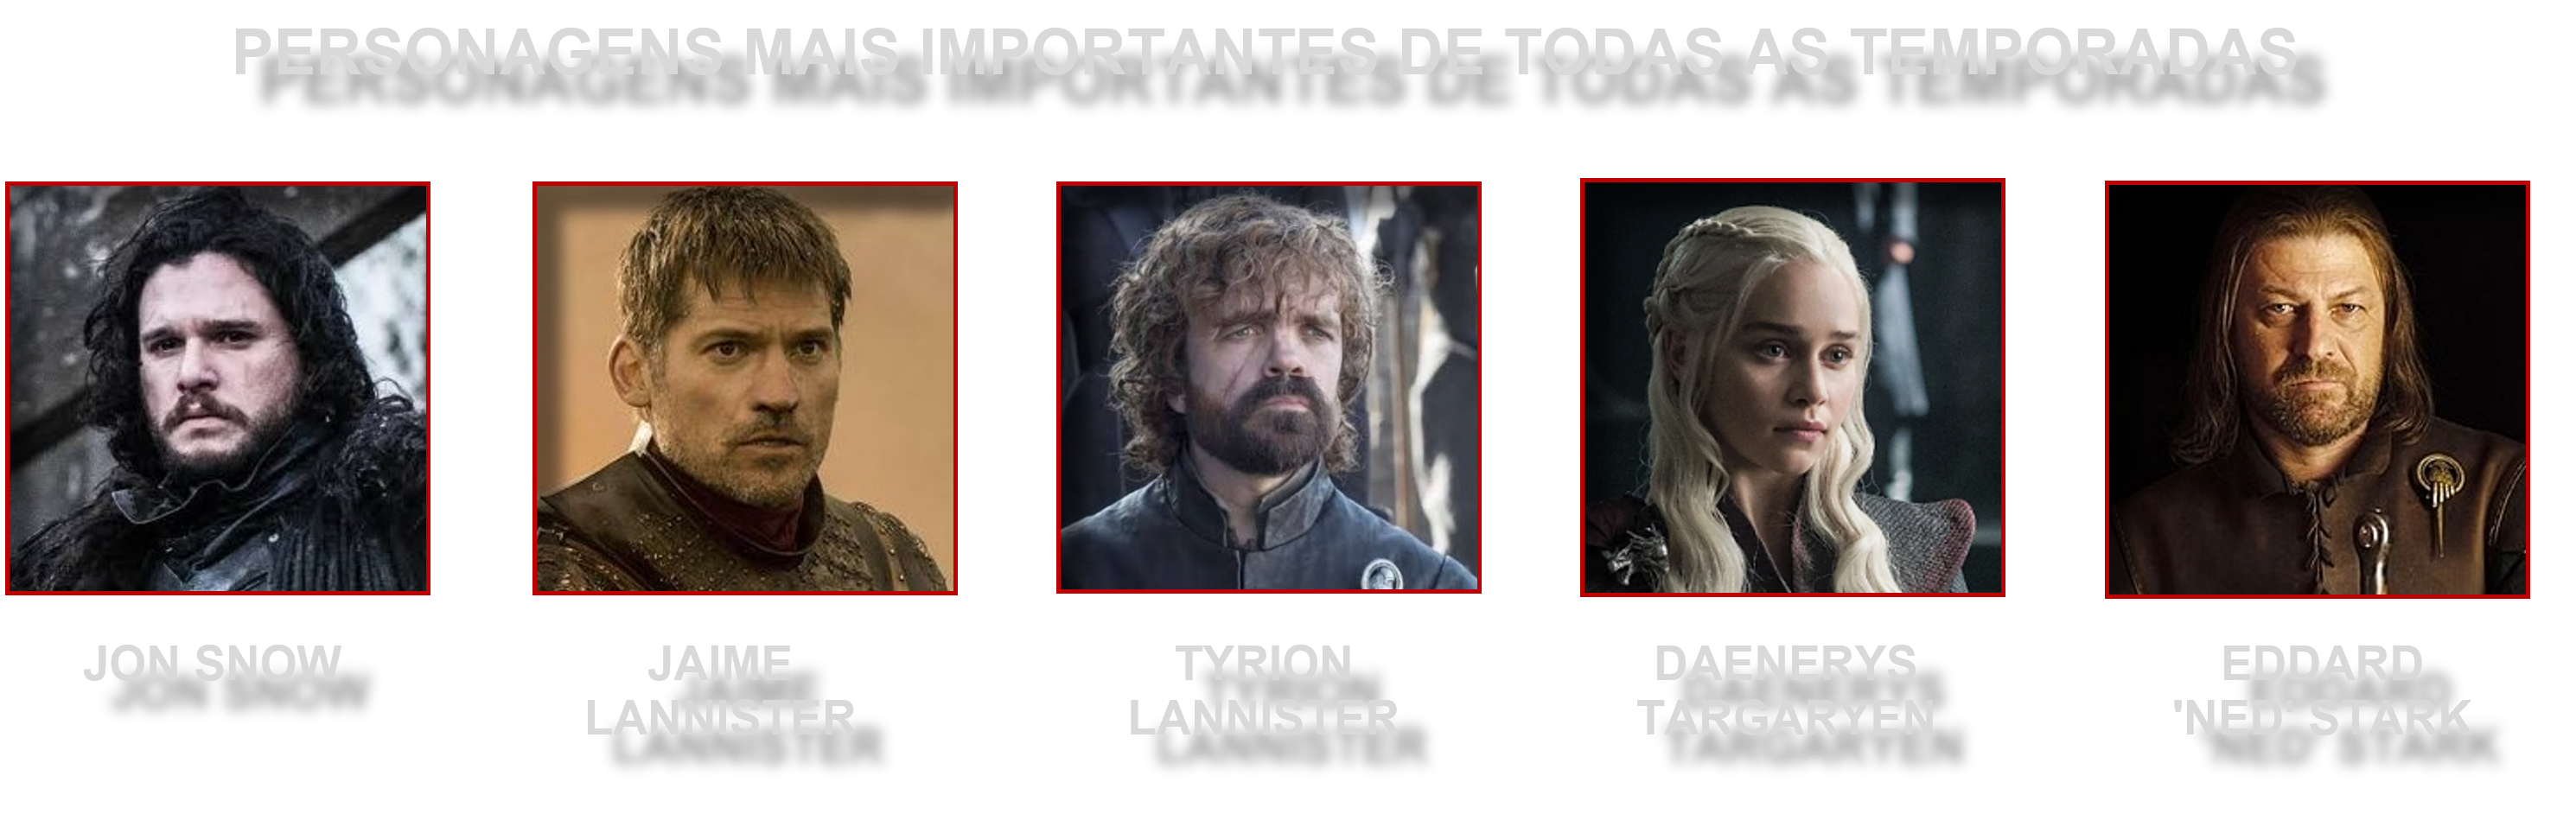 PERSONAGENS MAIS IMPORTANTES DE TODAS AS TEMPORADAS
JON SNOW
JAIME
LANNISTER
TYRION
LANNISTER
DAENERYS
TARGARYEN
EDDARD
'NED' STARK